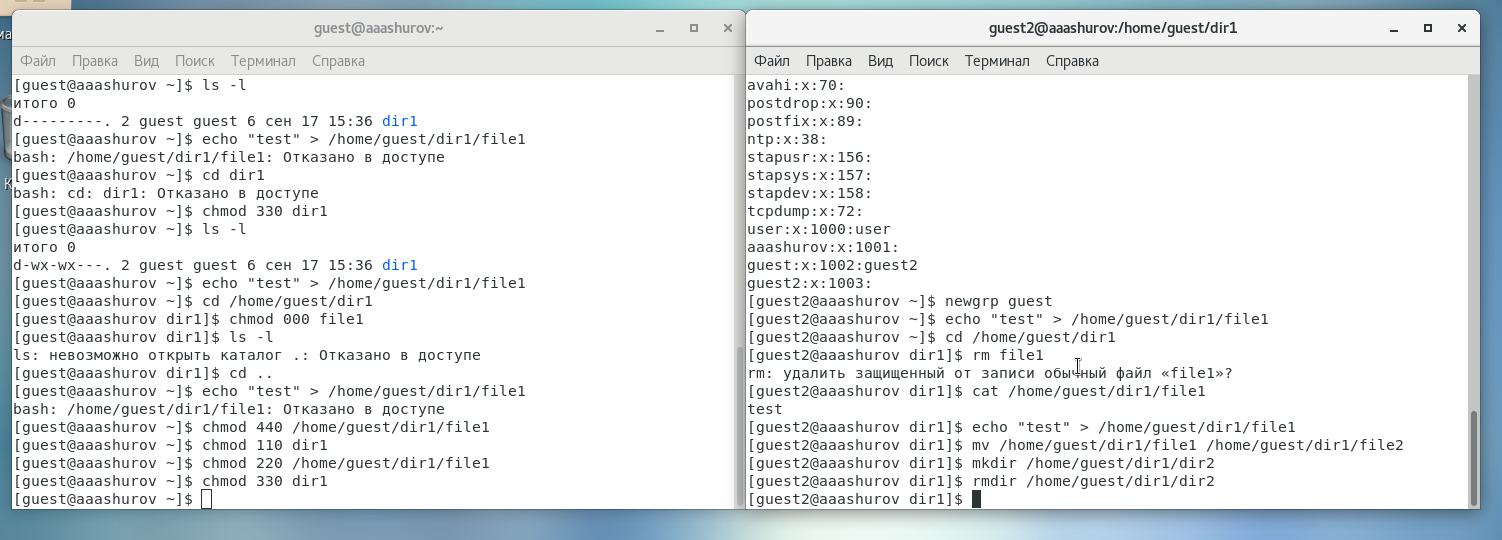 guest@aaashurov:~
Файл Правка Вид Поиск Терминал Справка
[guest@aaashurov ~]$ ls -l
итого 0
d---------. 2 guest guest 6 сен 17 15:36 dir1
[guest@aaashurov ~]$ echo "test" > /home/guest/dir1/file1
bash: /home/guest/dir1/file1: Отказано в доступе
[guest@aaashurov ~]$ cd dir1
bash: cd: dir1: Отказано в доступе
[guest@aaashurov ~]$ chmod 330 dir1
[guest@aaashurov ~]$ ls -l
итого 0
d-wx-wx---. 2 guest guest 6 сен 17 15:36 dir1
[guest@aaashurov ~]$ echo "test" > /home/guest/dir1/file1
[guest@aaashurov ~]$ cd /home/guest/dir1
[guest@aaashurov dir1]$ chmod 000 file1
[guest@aaashurov dir1]$ ls -l
ls: невозможно открыть каталог .: Отказано в доступе
[guest@aaashurov dir1]$ cd ..
[guest@aaashurov ~]$ echo "test" > /home/guest/dir1/file1
bash: /home/guest/dir1/file1: Отказано в доступе
[guest@aaashurov ~]$ chmod 440 /home/guest/dir1/file1
[guest@aaashurov ~]$ chmod 110 dir1
[guest@aaashurov ~]$ chmod 220 /home/guest/dir1/file1
[guest@aaashurov ~]$ chmod 330 dir1
[guest@aaashurov ~]$
guest2@aaashurov:/home/guest/dir1
Файл Правка Вид Поиск Терминал Справка
avahi:x:70:
postdrop:x:90:
postfix:x:89:
ntp:x:38:
stapusr:x:156:
stapsys:x:157:
stapdev:x:158:
tcpdump:x:72:
user:x:1000:user
aaashurov:x:1001:
guest:x:1002:guest2
guest2:x:1003:
[guest2@aaashurov ~]$ newgrp guest
[guest2@aaashurov ~]$ echo "test" > /home/guest/dir1/file1
[guest2@aaashurov ~]$ cd /home/guest/dir1
[guest2@aaashurov dir1]$ rm file1
rm: удалить защищенный от записи обычный файл «file1»?
[guest2@aaashurov dir1]$ cat /home/guest/dir1/file1
test
[guest2@aaashurov dir1]$ echo "test" > /home/guest/dir1/file1
[guest2@aaashurov dir1]$ mv /home/guest/dir1/file1 /home/guest/dir1/file2
[guest2@aaashurov dir1]$ mkdir /home/guest/dir1/dir2
[guest2@aaashurov dir1]$ rmdir /home/guest/dir1/dir2
[guest2@aaashurov dir1]$